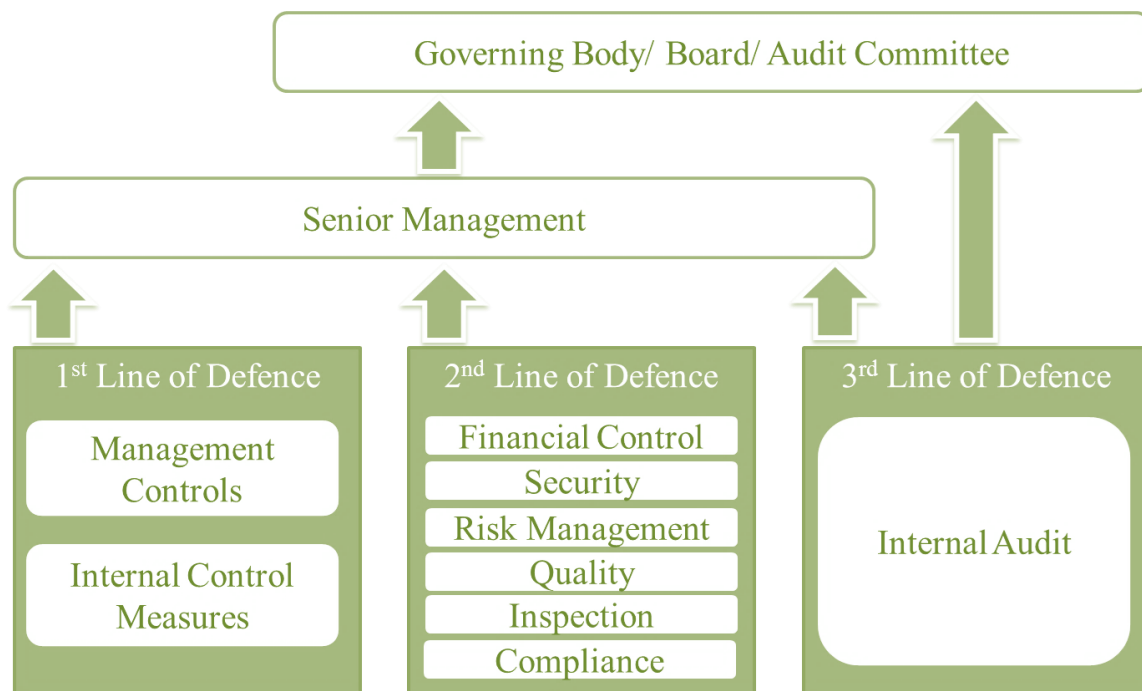 Governing Body/ Board/ Audit Committee
Senior Management
1st Line of Defence
Management
Controls
Internal Control
Measures
2nd Line of Defence
Financial Control
Security
Risk Management
Quality
Inspection
Compliance
3rd Line of Defence
Internal Audit